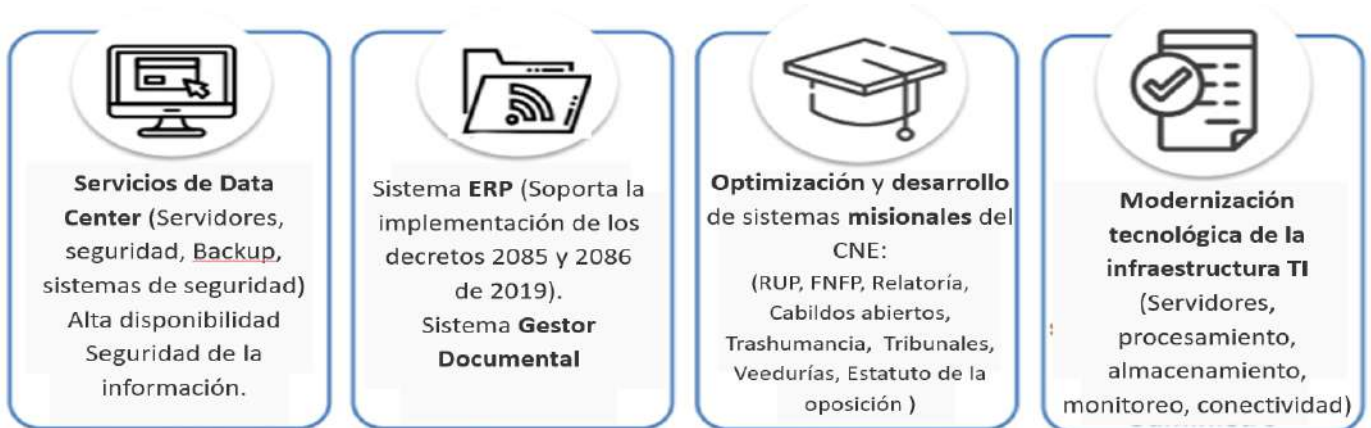 Servicios de Data
Center (Servidores,
seguridad, Backup,
sistemas de seguridad)
Alta disponibilidad
Seguridad de la
información.
Sistema ERP (Soporta la
implementación de los
decretos 2085 y 2086
de 2019).
Sistema Gestor
Documental
Optimización y desarrollo
de sistemas misionales del
CNE:
(RUP, FNFP, Relatoría,
Cabildos abiertos,
Trashumancia, Tribunales,
Veedurías, Estatuto de la
oposición )
Modernización
tecnológica de la
infraestructura TI
(Servidores,
procesamiento,
almacenamiento,
monitoreo, conectividad)